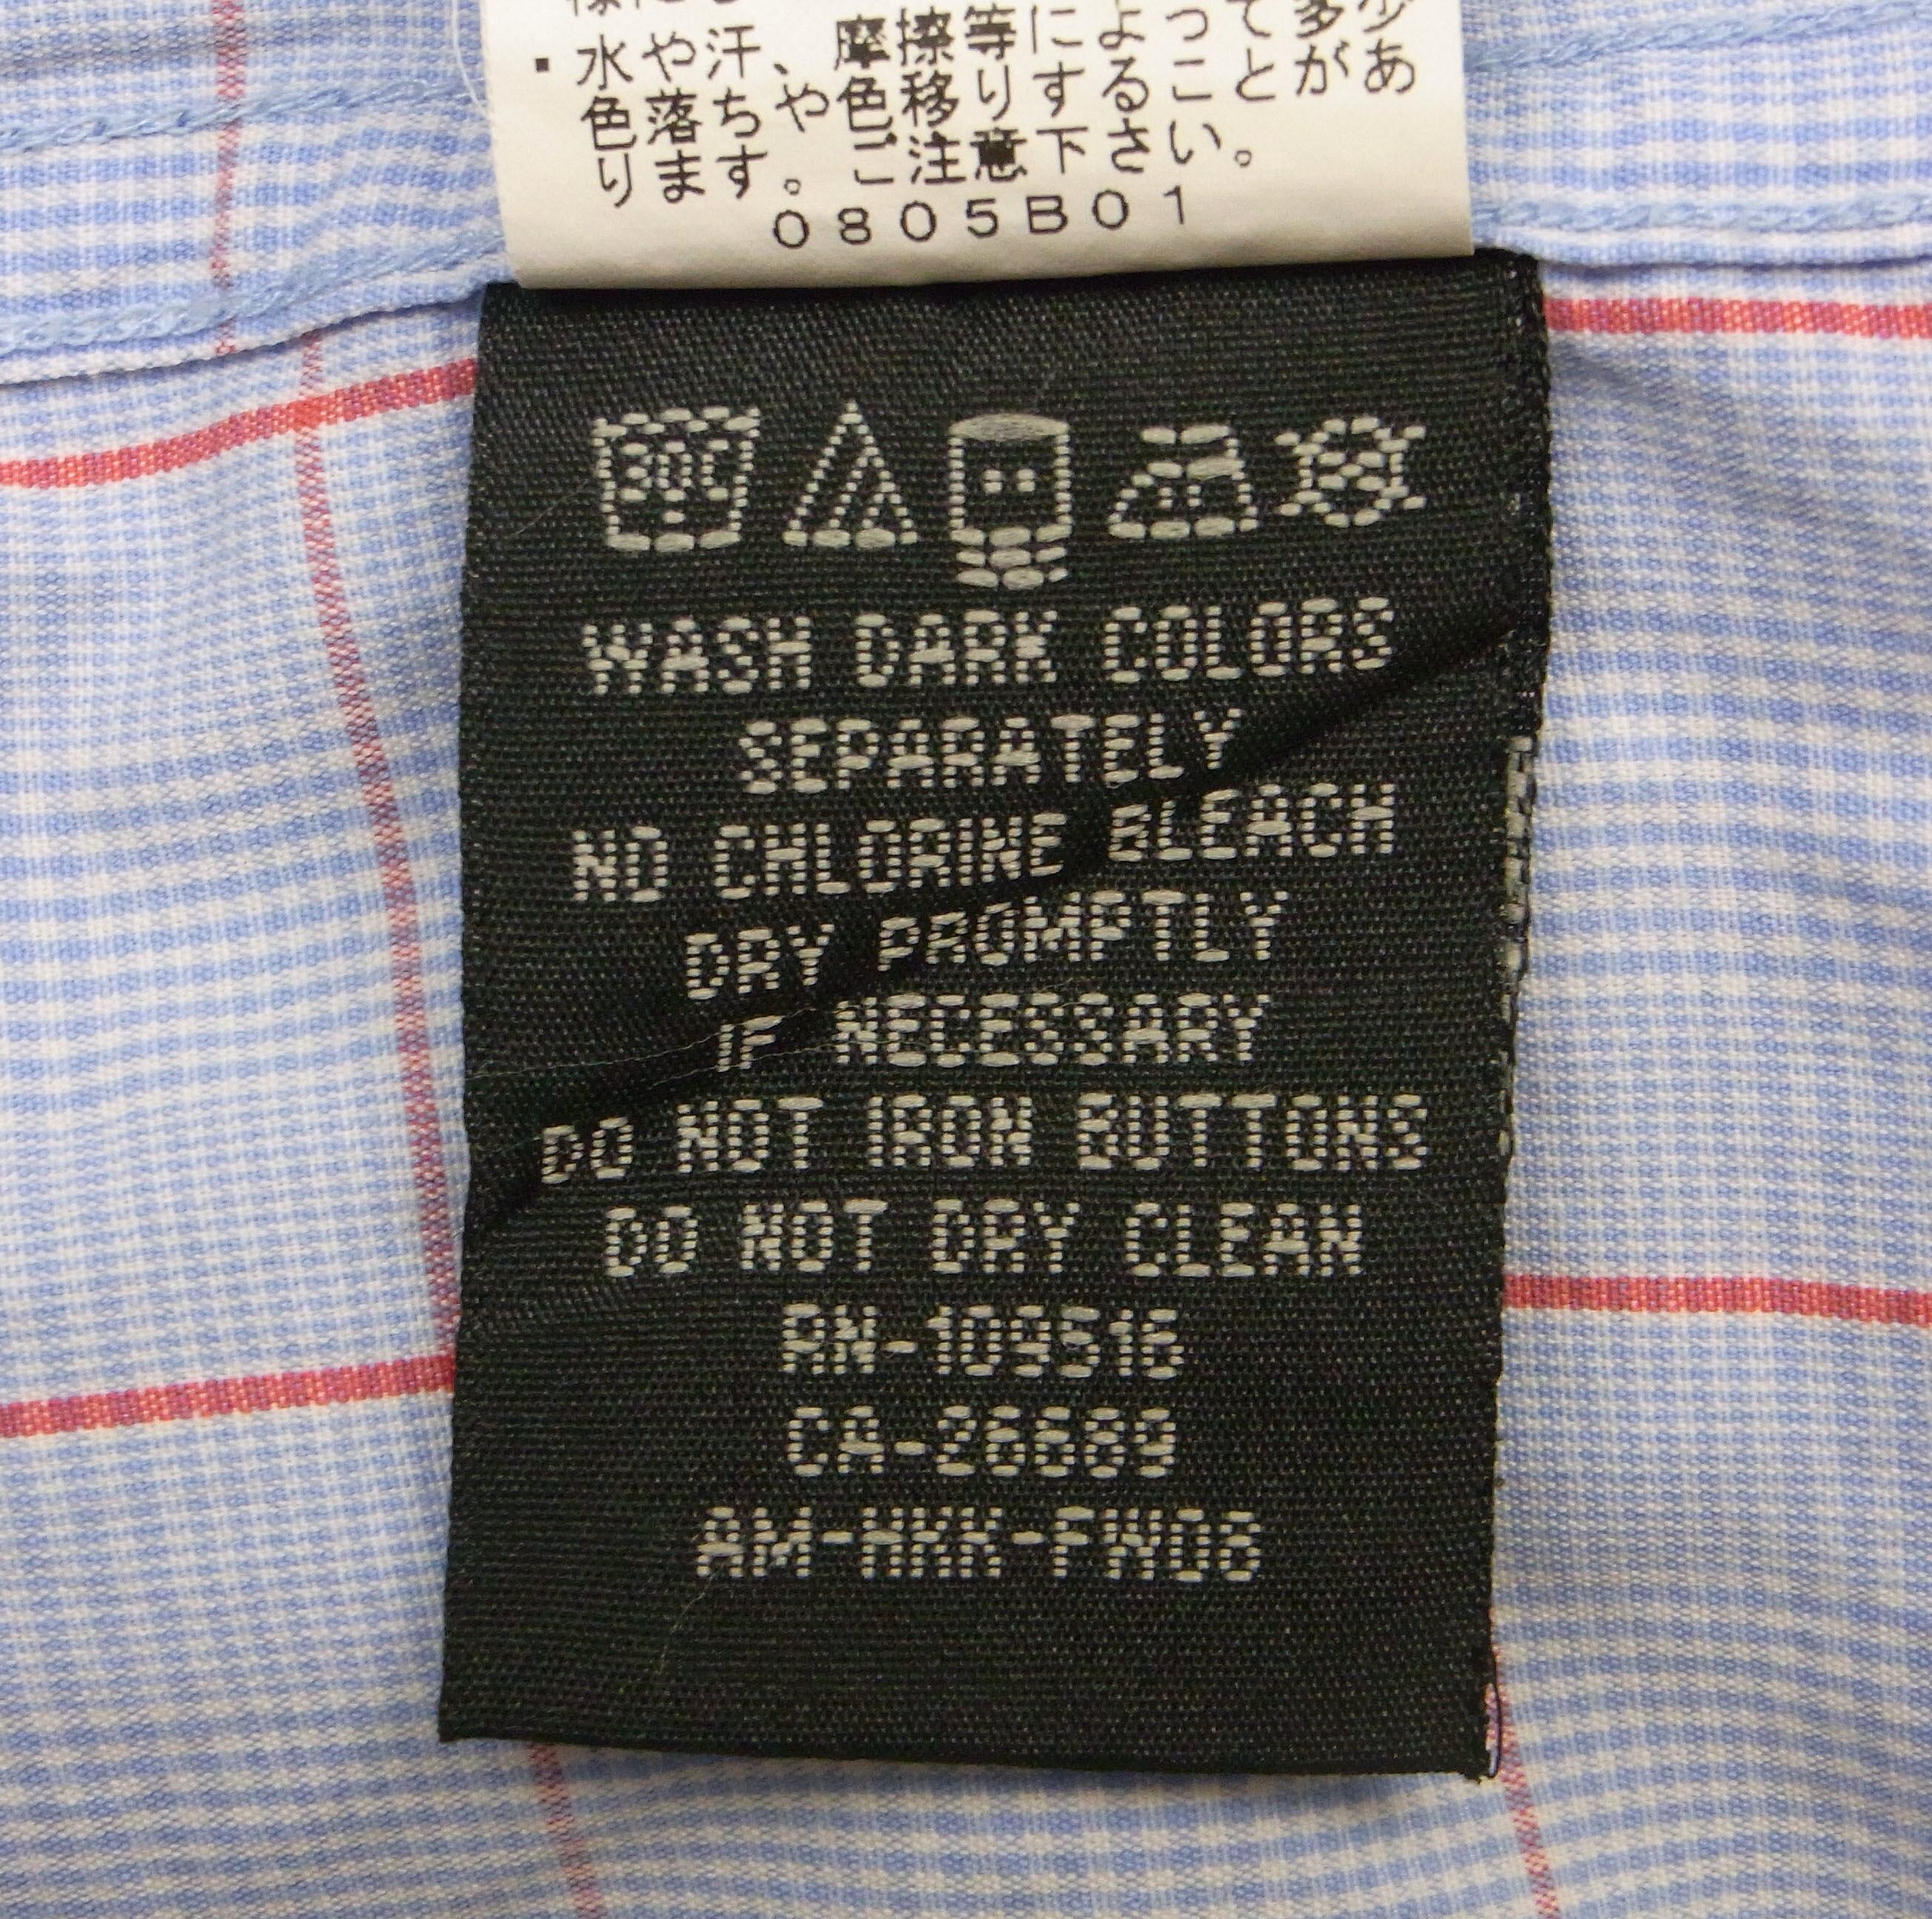 ・水や汗、摩擦等によって多少
色落ちや色移りすることがあ
ります。ご注意下さい。
0805B01
30C
WASH DARK COLORS
SEPARATELY
NO CHLORINE BLEACH
DRY PROMPTLY
IF NECESSARY
DO NOT IRON BUTTONS
DO NOT DRY CLEAN
RN-109516
CA-26689
AM-HKK-FW08